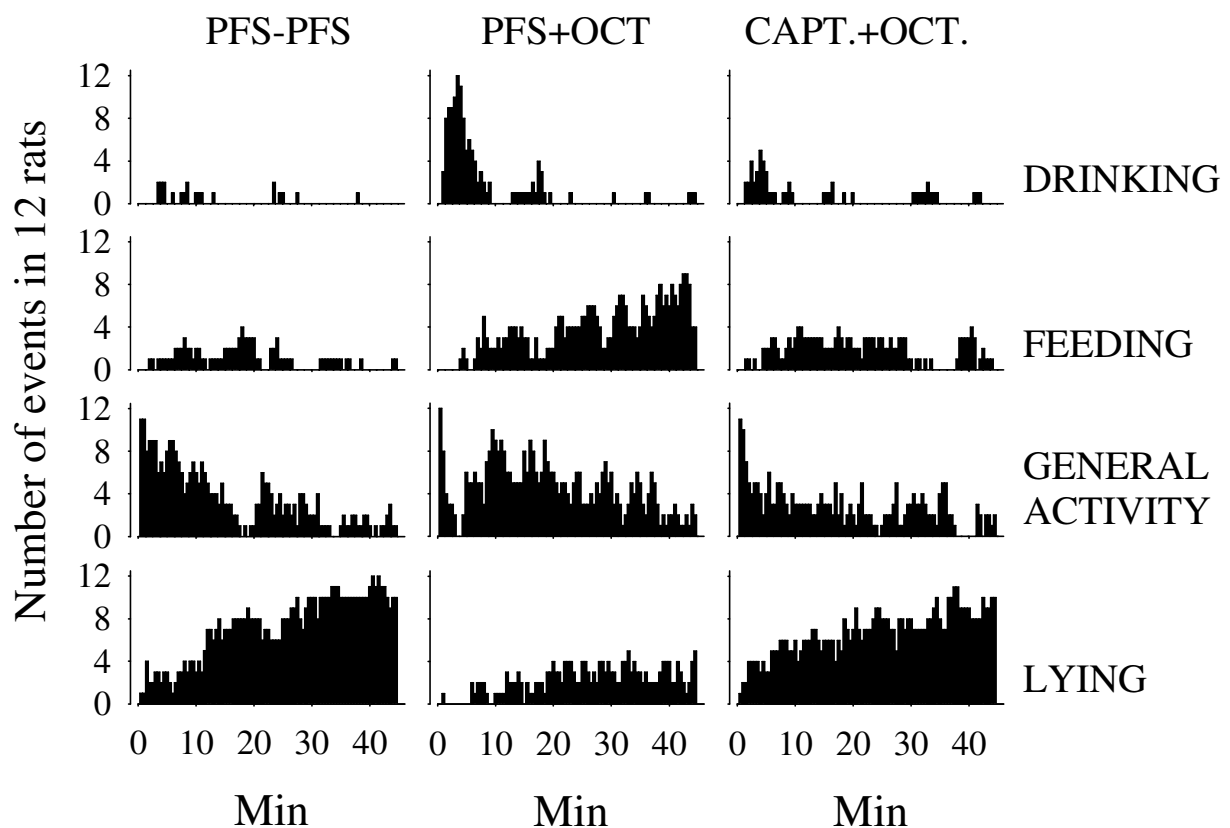 PFS-PFS PFS+OCT CAPT.+OCT.
Number of events in 12 rats
12
8
4
0
DRINKING
12
8
4
0
FEEDING
12
8
4
0
GENERAL
ACTIVITY
12
8
4
0
LYING
0 10 20 30 40 0 10 20 30 40 0 10 20 30 40
Min Min Min